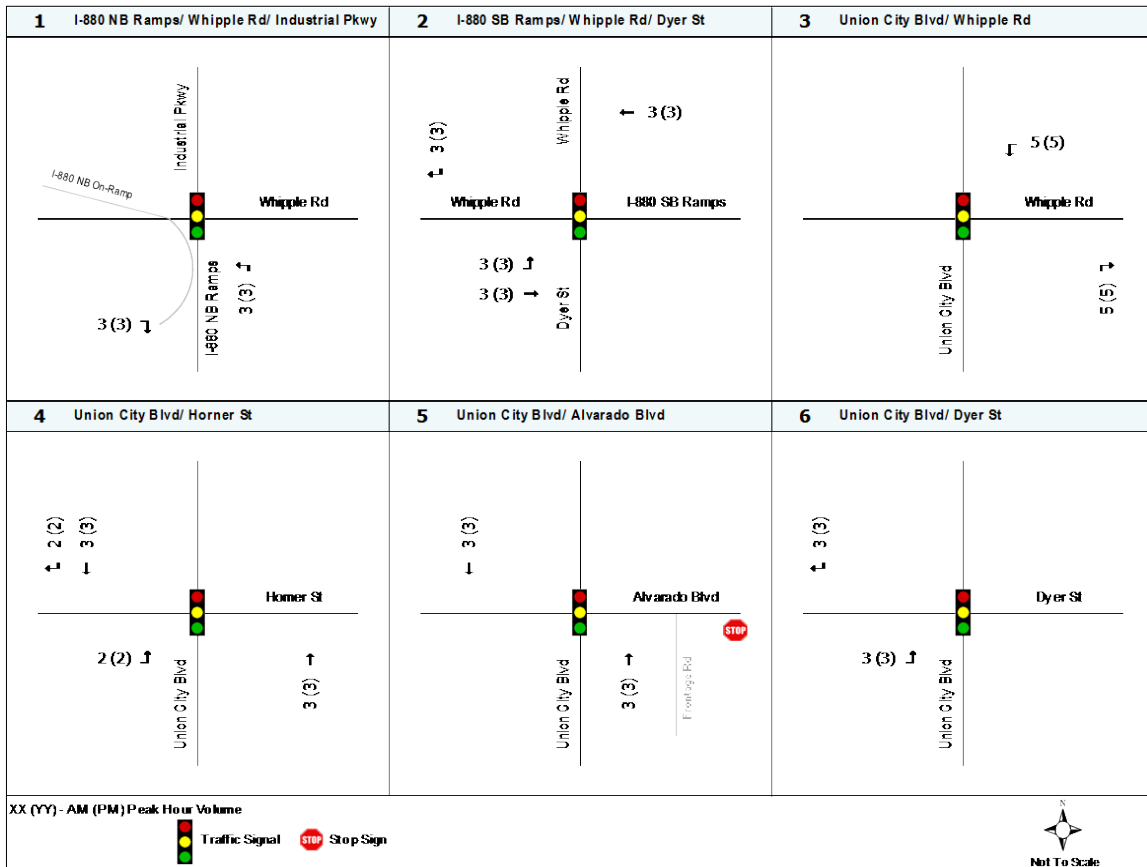 1 I-880 NB Ramps/ Whipple Rd/ Industrial Pkwy
Industrial Pkwy
I-880 NB On-Ramp
Whipple Rd
I-880 NB Ramps
3 (3)
3 (3)
2 I-880 SB Ramps/ Whipple Rd/ Dyer St
Whipple Rd
3 (3)
3 (3)
Whipple Rd
I-880 SB Ramps
3 (3)
3 (3)
Dyer St
3 Union City Blvd/ Whipple Rd
5 (5)
Whipple Rd
Union City Blvd
5 (5)
4 Union City Blvd/ Horner St
2 (2)
3 (3)
Horner St
2 (2)
Union City Blvd
3 (3)
5 Union City Blvd/ Alvarado Blvd
3 (3)
Alvarado Blvd
STOP
Union City Blvd
3 (3)
Frontage Rd
6 Union City Blvd/ Dyer St
3 (3)
Dyer St
3 (3)
Union City Blvd
XX (YY) - AM (PM) Peak Hour Volume
Traffic Signal
STOP Stop Sign
N
Not To Scale